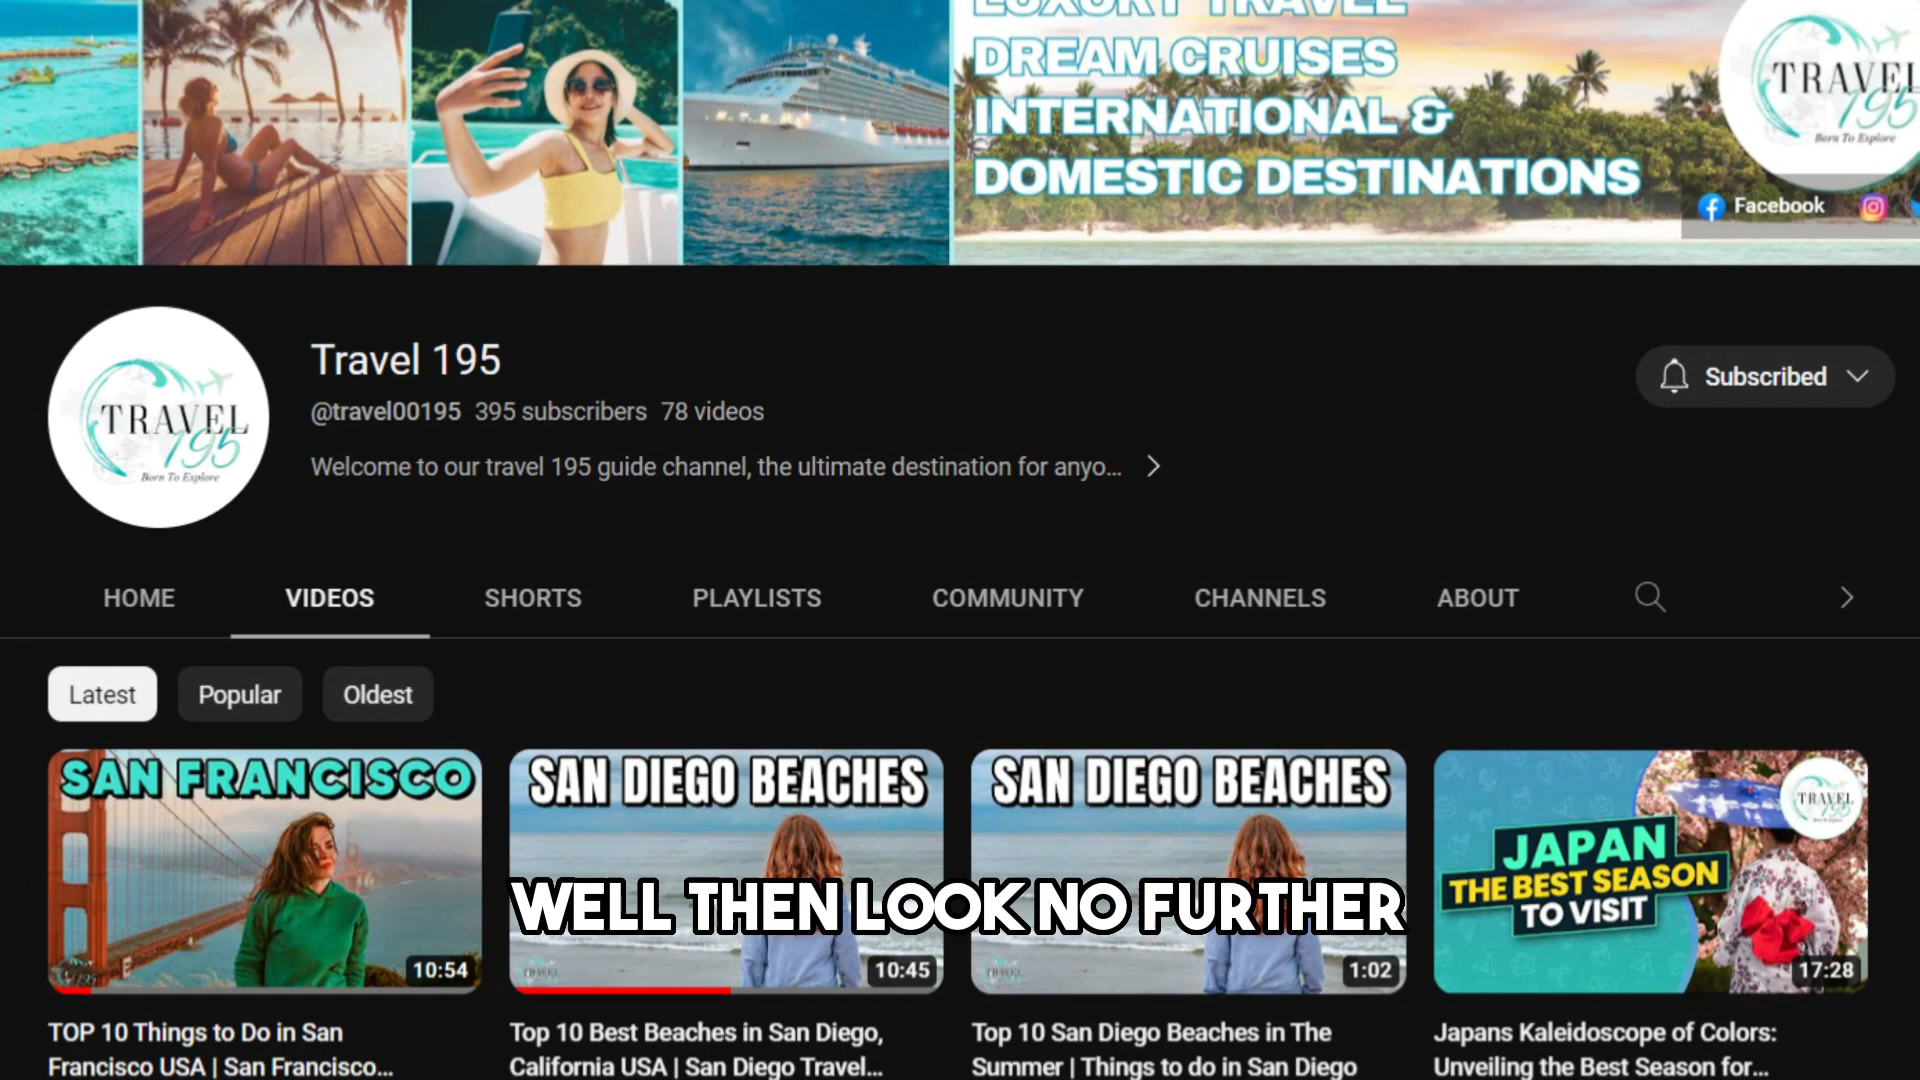 LUXURY TRAVEL
DREAM CRUISES
INTERNATIONAL &
DOMESTIC DESTINATIONS
TRAVEL
195
Born To Explore
Facebook
TRAVEL
195
Born To Explore
Travel 195
@travel00195 395 subscribers 78 videos
Welcome to our travel 195 guide channel, the ultimate destination for anyo...
Subscribed
HOME VIDEOS SHORTS PLAYLISTS COMMUNITY CHANNELS ABOUT
Latest Popular Oldest
SAN FRANCISCO
10:54
SAN DIEGO BEACHES
10:45
SAN DIEGO BEACHES
1:02
TRAVEL
195
JAPAN
THE BEST SEASON
TO VISIT
17:28
WELL THEN LOOK NO FURTHER
TOP 10 Things to Do in San
Francisco USA | San Francisco...
Top 10 Best Beaches in San Diego,
California USA | San Diego Travel...
Top 10 San Diego Beaches in The
Summer | Things to do in San Diego
Japans Kaleidoscope of Colors:
Unveiling the Best Season for...